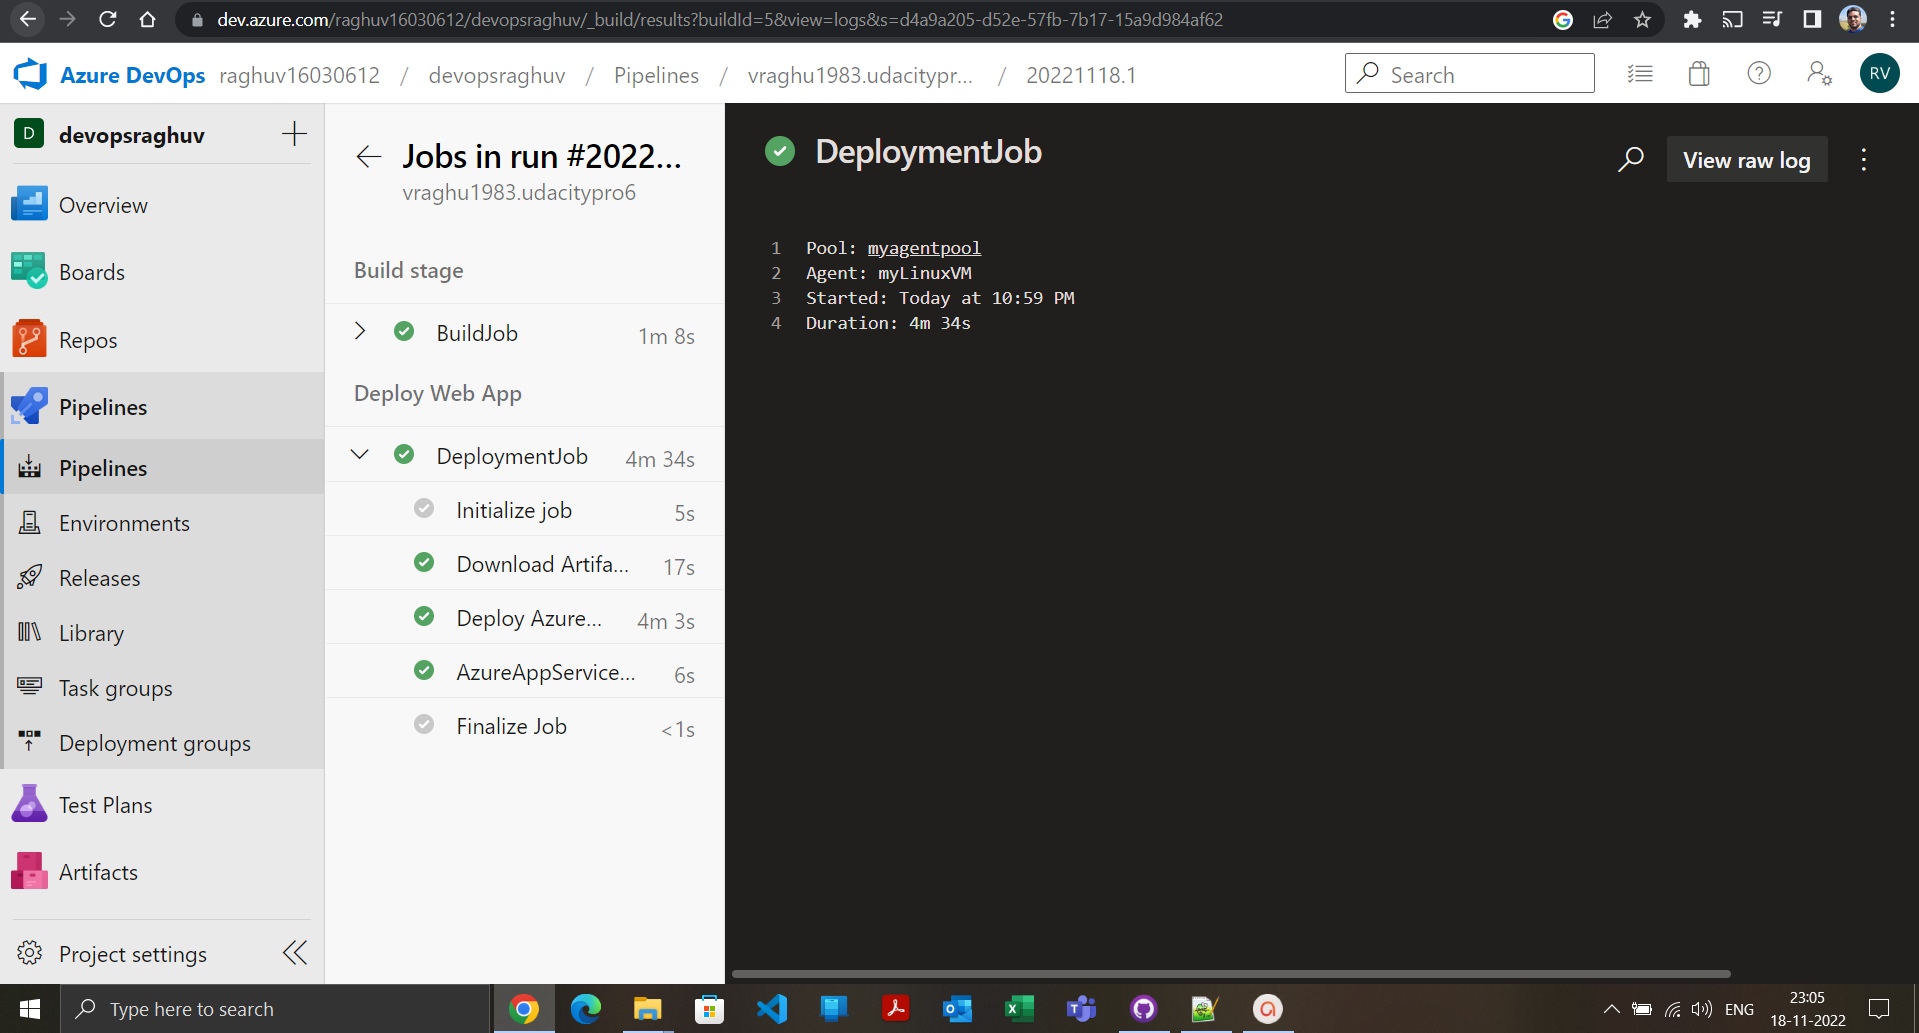 dev.azure.com/raghuv16030612/devopsraghuv/_build/results?buildId=5&view=logs&s=d4a9a205-d52e-57fb-7b17-15a9d984af62
Azure DevOps raghuv16030612 / devopsraghuv / Pipelines / vraghu1983.udacitypr... / 20221118.1
Search
RV
D devopsraghuv
Overview
Boards
Repos
Pipelines
Pipelines
Environments
Releases
Library
Task groups
Deployment groups
Test Plans
Artifacts
Project settings
Jobs in run #2022...
vraghu1983.udacitypro6
Build stage
BuildJob 1m 8s
Deploy Web App
DeploymentJob 4m 34s
Initialize job 5s
Download Artifa... 17s
Deploy Azure... 4m 3s
AzureAppService... 6s
Finalize Job <1s
DeploymentJob
View raw log
1 Pool: myagentpool
2 Agent: myLinuxVM
3 Started: Today at 10:59 PM
4 Duration: 4m 34s
Type here to search
ENG
23:05
18-11-2022